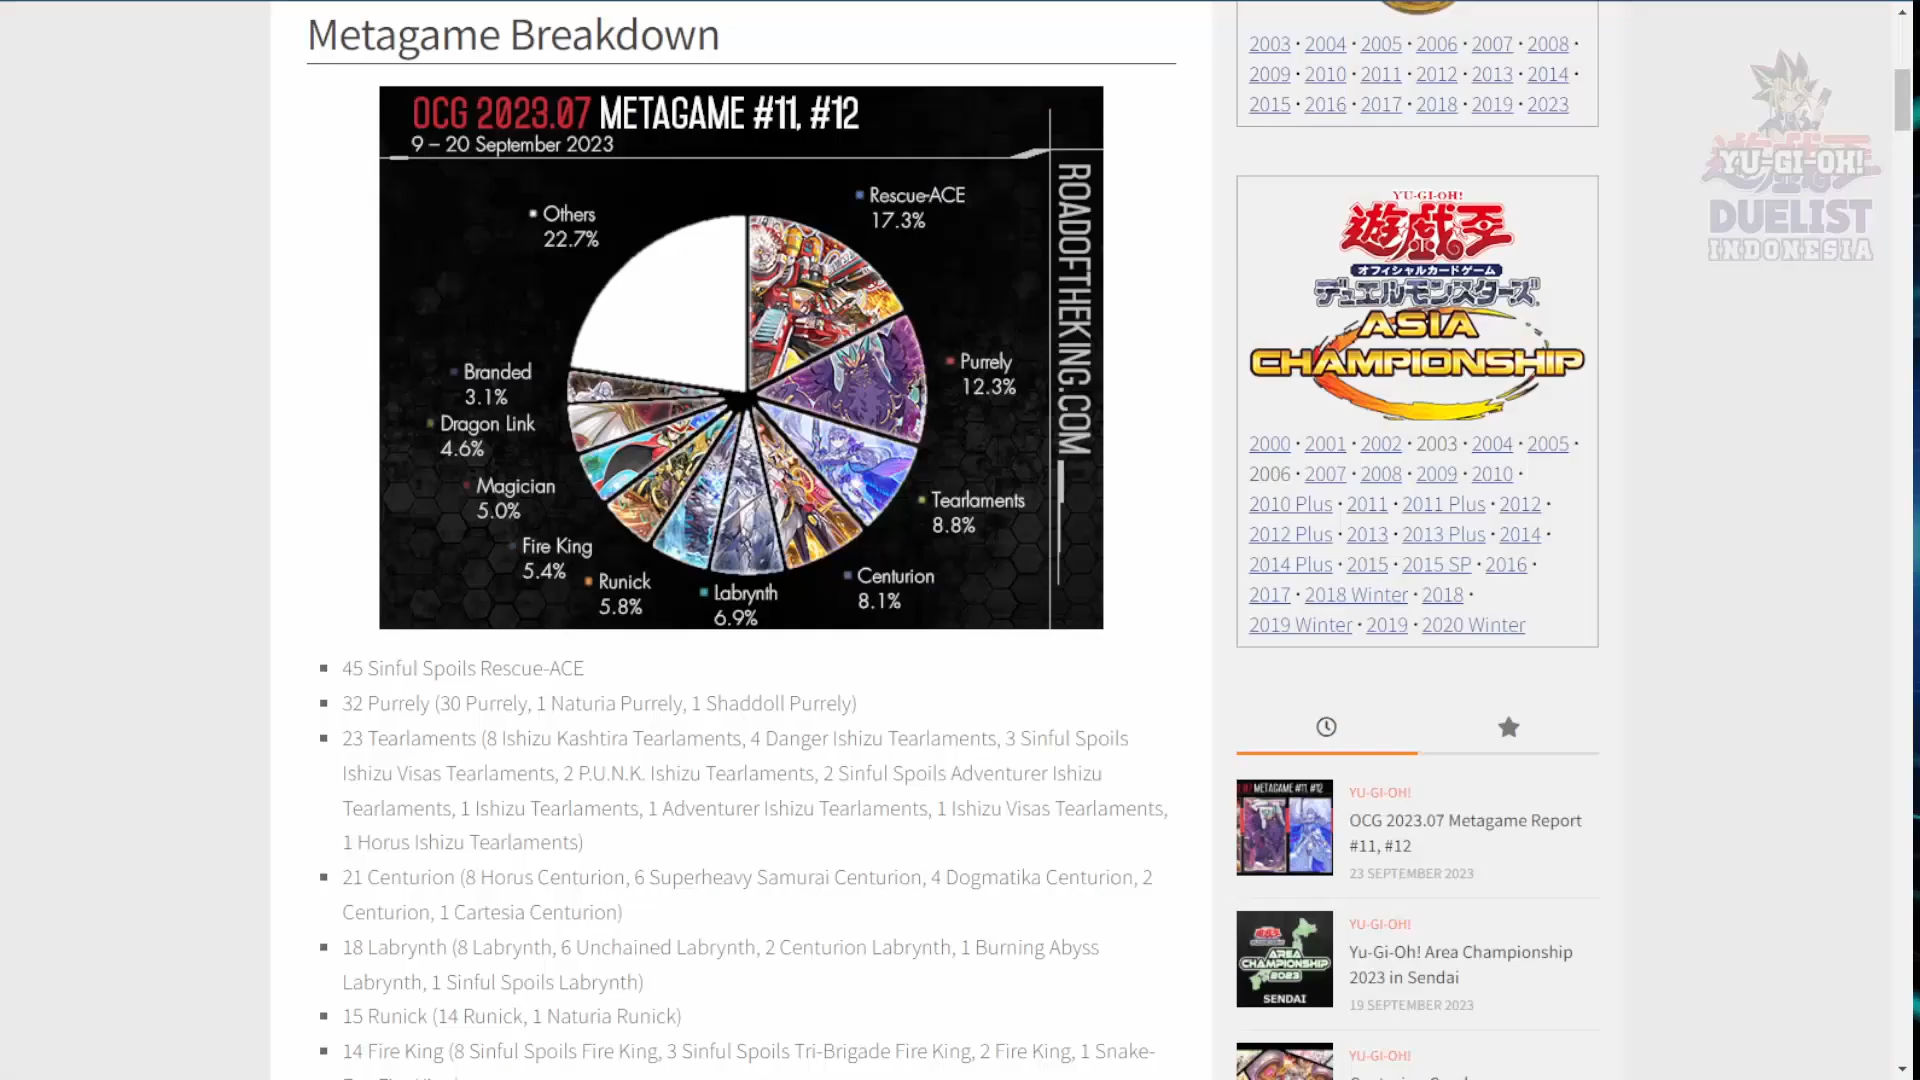 Metagame Breakdown
OCG 2023.07 METAGAME #11, #12
9 – 20 September 2023
ROADOFTHEKING.COM
Rescue-ACE
17.3%
Others
22.7%
Purrely
12.3%
Branded
3.1%
Dragon Link
4.6%
Magician
5.0%
Tearlaments
8.8%
Fire King
5.4%
Runick
5.8%
Labrynth
6.9%
Centurion
8.1%
45 Sinful Spoils Rescue-ACE
32 Purrely (30 Purrely, 1 Naturia Purrely, 1 Shaddoll Purrely)
23 Tearlaments (8 Ishizu Kashtira Tearlaments, 4 Danger Ishizu Tearlaments, 3 Sinful Spoils
Ishizu Visas Tearlaments, 2 P.U.N.K. Ishizu Tearlaments, 2 Sinful Spoils Adventurer Ishizu
Tearlaments, 1 Ishizu Tearlaments, 1 Adventurer Ishizu Tearlaments, 1 Ishizu Visas Tearlaments,
1 Horus Ishizu Tearlaments)
21 Centurion (8 Horus Centurion, 6 Superheavy Samurai Centurion, 4 Dogmatika Centurion, 2
Centurion, 1 Cartesia Centurion)
18 Labrynth (8 Labrynth, 6 Unchained Labrynth, 2 Centurion Labrynth, 1 Burning Abyss
Labrynth, 1 Sinful Spoils Labrynth)
15 Runick (14 Runick, 1 Naturia Runick)
14 Fire King (8 Sinful Spoils Fire King, 3 Sinful Spoils Tri-Brigade Fire King, 2 Fire King, 1 Snake-
2003 · 2004 · 2005 · 2006 · 2007 · 2008 ·
2009 · 2010 · 2011 · 2012 · 2013 · 2014 ·
2015 · 2016 · 2017 · 2018 · 2019 · 2023
YU-GI-OH!
遊戯王
オフィシャルカードゲーム
デュエルモンスターズ
ASIA
CHAMPIONSHIP
2000 · 2001 · 2002 · 2003 · 2004 · 2005 ·
2006 · 2007 · 2008 · 2009 · 2010 ·
2010 Plus · 2011 · 2011 Plus · 2012 ·
2012 Plus · 2013 · 2013 Plus · 2014 ·
2014 Plus · 2015 · 2015 SP · 2016 ·
2017 · 2018 Winter · 2018 ·
2019 Winter · 2019 · 2020 Winter
METAGAME #11, #12
YU-GI-OH!
OCG 2023.07 Metagame Report
#11, #12
23 SEPTEMBER 2023
AREA
CHAMPIONSHIP
2023
SENDAI
YU-GI-OH!
Yu-Gi-Oh! Area Championship
2023 in Sendai
19 SEPTEMBER 2023
YU-GI-OH!
YU-GI-OH!
DUELIST
INDONESIA